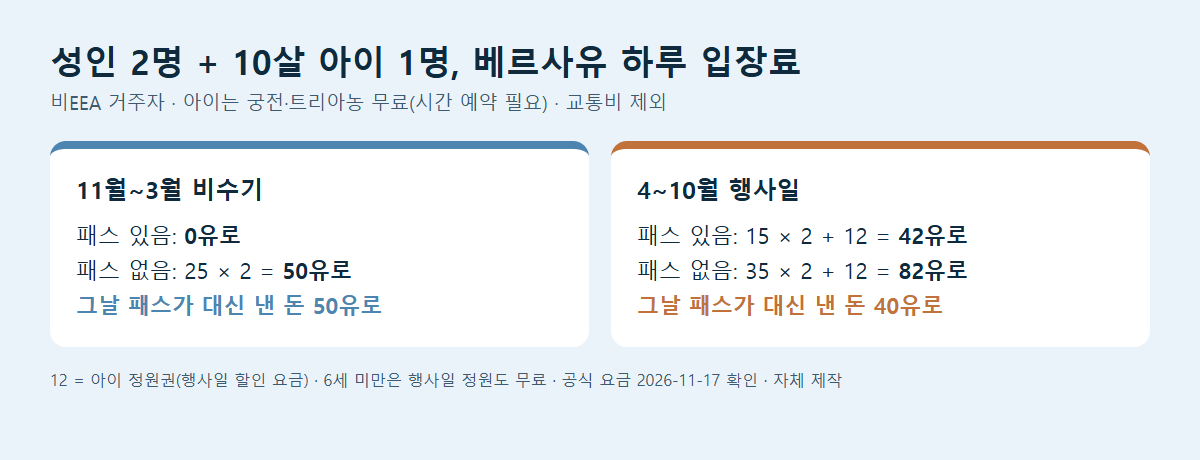 성인 2명 + 10살 아이 1명, 베르사유 하루 입장료
비EEA 거주자 · 아이는 궁전·트리아농 무료(시간 예약 필요) · 교통비 제외
11월~3월 비수기
패스 있음: 0유로
패스 없음: 25 × 2 = 50유로
그날 패스가 대신 낸 돈 50유로
4~10월 행사일
패스 있음: 15 × 2 + 12 = 42유로
패스 없음: 35 × 2 + 12 = 82유로
그날 패스가 대신 낸 돈 40유로
12 = 아이 정원권(행사일 할인 요금) · 6세 미만은 행사일 정원도 무료 · 공식 요금 2026-11-17 확인 · 자체 제작